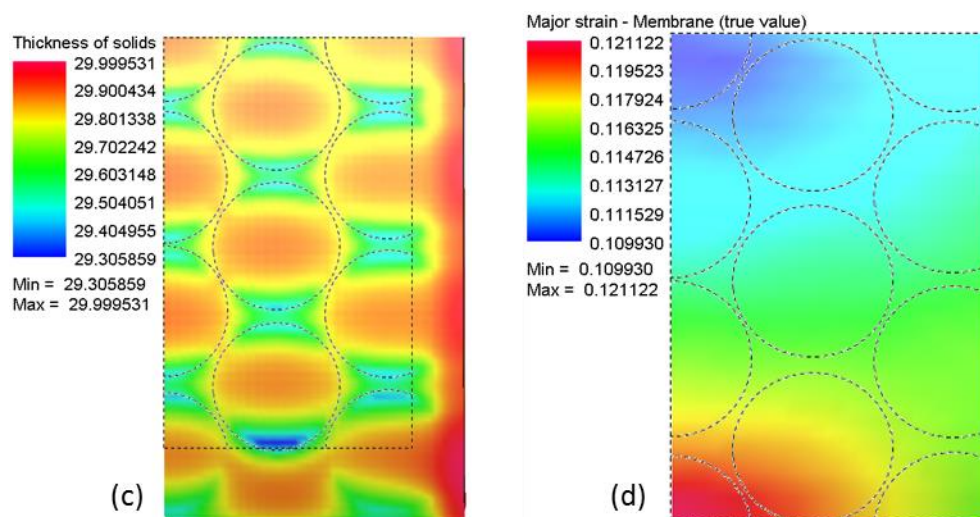 Thickness of solids
29.999531
29.900434
29.801338
29.702242
29.603148
29.504051
29.404955
29.305859
Min = 29.305859
Max = 29.999531
(c)
Major strain - Membrane (true value)
0.121122
0.119523
0.117924
0.116325
0.114726
0.113127
0.111529
0.109930
Min = 0.109930
Max = 0.121122
(d)